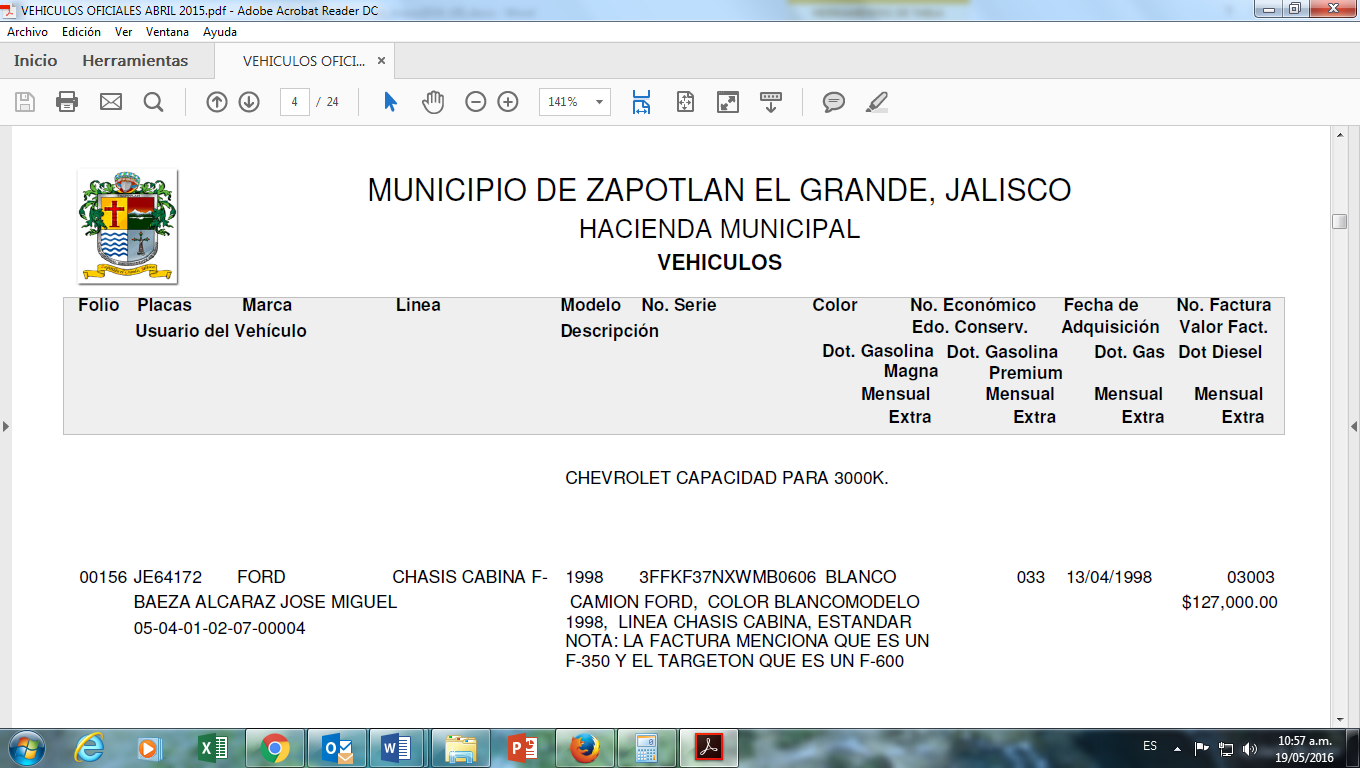 VEHICULOS OFICIALES ABRIL 2015.pdf - Adobe Acrobat Reader DC
Archivo Edición Ver Ventana Ayuda
Inicio Herramientas VEHICULOS OFICI... ×
4 / 24 141%
MUNICIPIO DE ZAPOTLAN EL GRANDE, JALISCO
HACIENDA MUNICIPAL
VEHICULOS
Folio Placas Marca Linea Modelo No. Serie Color No. Económico Fecha de No. Factura
Usuario del Vehículo Descripción Edo. Conserv. Adquisición Valor Fact.
Dot. Gasolina Dot. Gasolina Dot. Gas Dot Diesel
Magna Premium
Mensual Mensual Mensual Mensual
Extra Extra Extra Extra
CHEVROLET CAPACIDAD PARA 3000K.
00156 JE64172 FORD CHASIS CABINA F- 1998 3FFKF37NXWMB0606 BLANCO 033 13/04/1998 03003
BAEZA ALCARAZ JOSE MIGUEL CAMION FORD, COLOR BLANCOMODELO $127,000.00
1998, LINEA CHASIS CABINA, ESTANDAR
05-04-01-02-07-00004
NOTA: LA FACTURA MENCIONA QUE ES UN
F-350 Y EL TARGETON QUE ES UN F-600
ES 10:57 a.m.
19/05/2016